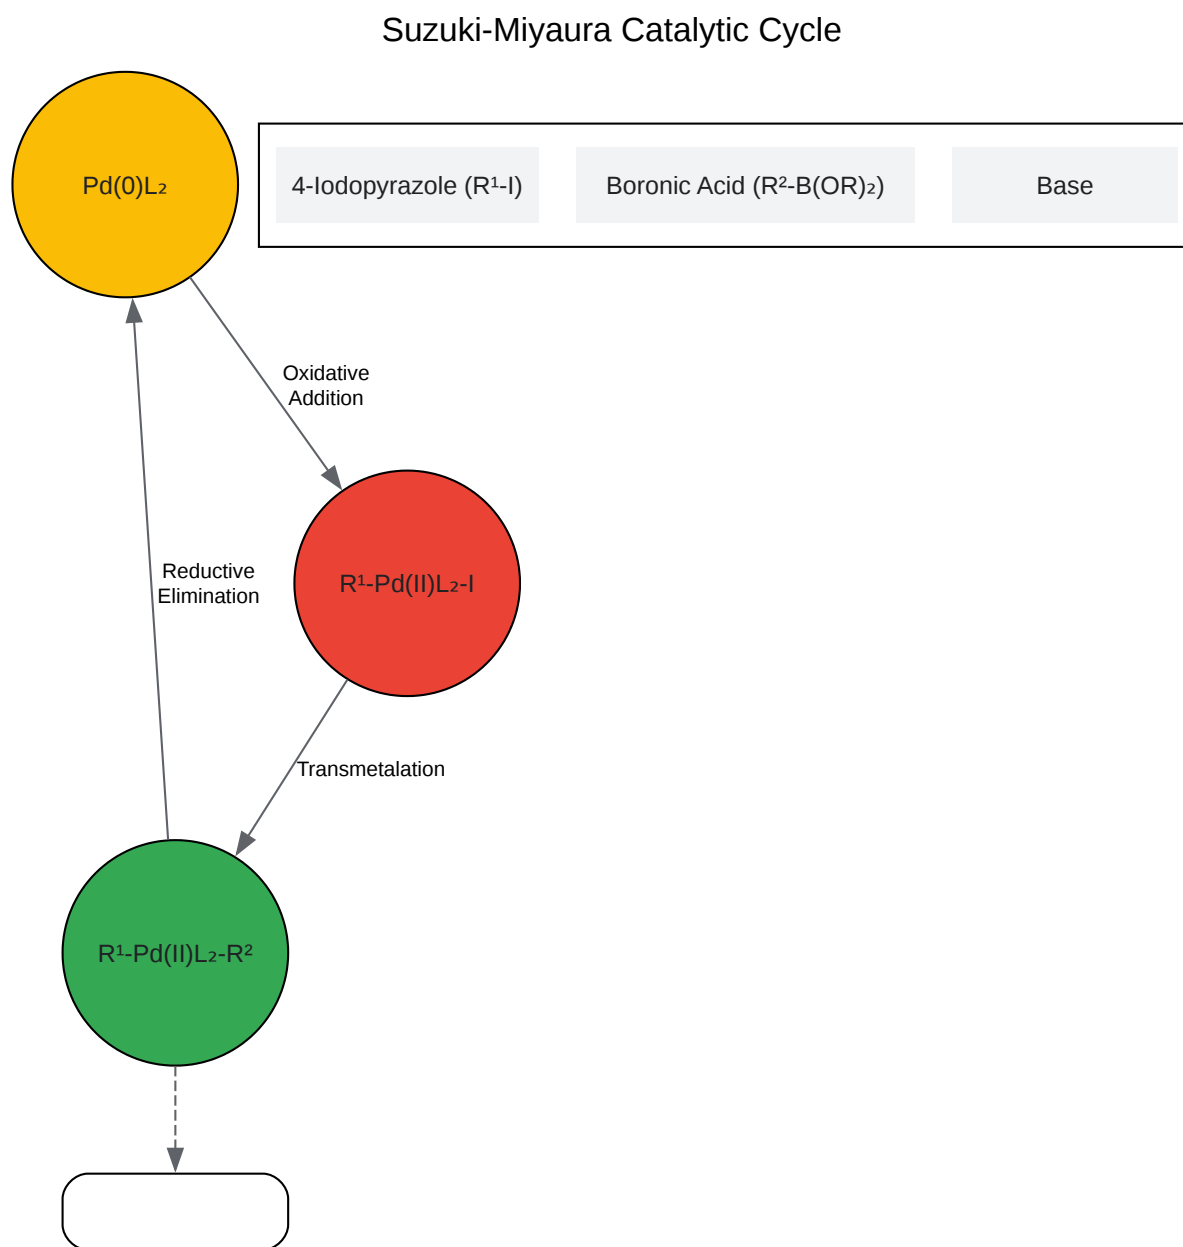 Suzuki-Miyaura Catalytic Cycle
Pd(0)L₂
4-Iodopyrazole (R¹-I)
Boronic Acid (R²-B(OR)₂)
Base
Oxidative
Addition
R¹-Pd(II)L₂-I
Reductive
Elimination
Transmetalation
R¹-Pd(II)L₂-R²